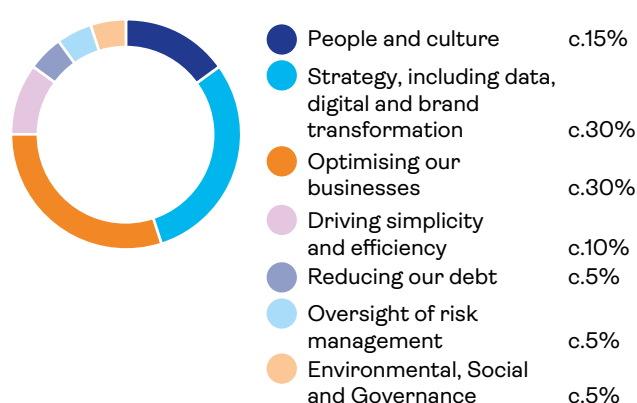 People and culture c.15%
Strategy, including data,
digital and brand
transformation c.30%
Optimising our
businesses c.30%
Driving simplicity
and efficiency c.10%
Reducing our debt c.5%
Oversight of risk
management c.5%
Environmental, Social
and Governance c.5%